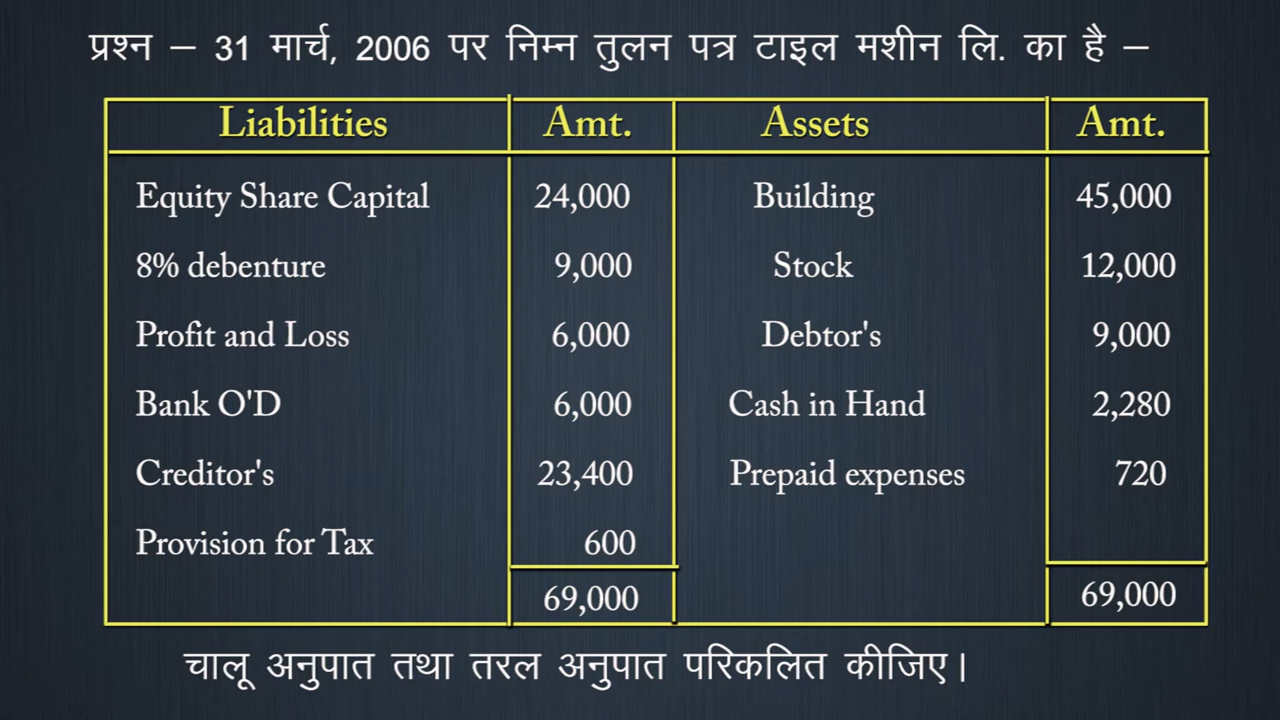 प्रश्न – 31 मार्च, 2006 पर निम्न तुलन पत्र टाइल मशीन लि. का है –
Liabilities Amt. Assets Amt.
Equity Share Capital 24,000 Building 45,000
8% debenture 9,000 Stock 12,000
Profit and Loss 6,000 Debtor's 9,000
Bank O'D 6,000 Cash in Hand 2,280
Creditor's 23,400 Prepaid expenses 720
Provision for Tax 600
69,000 69,000
चालू अनुपात तथा तरल अनुपात परिकलित कीजिए।